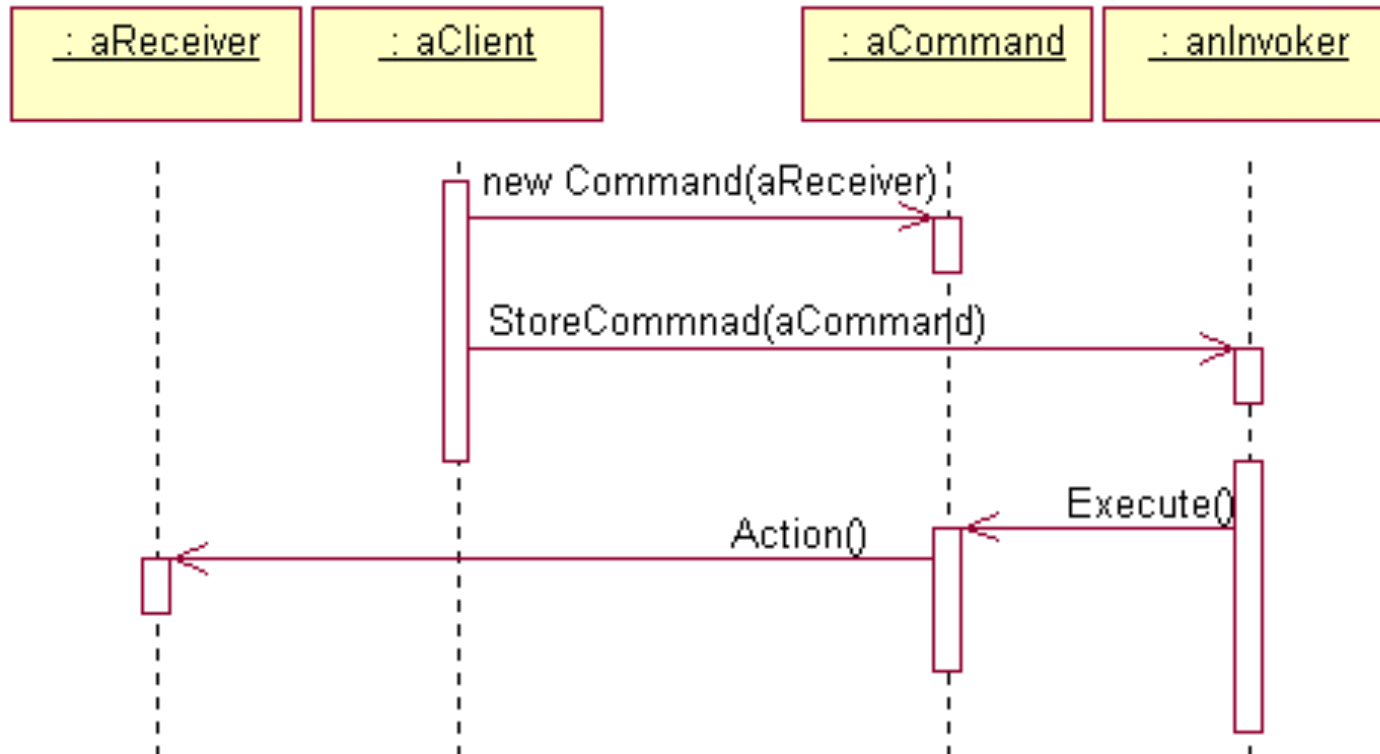 : aReceiver
: aClient
: aCommand
: anInvoker
new Command(aReceiver)
StoreCommnad(aCommand)
Execute()
Action()